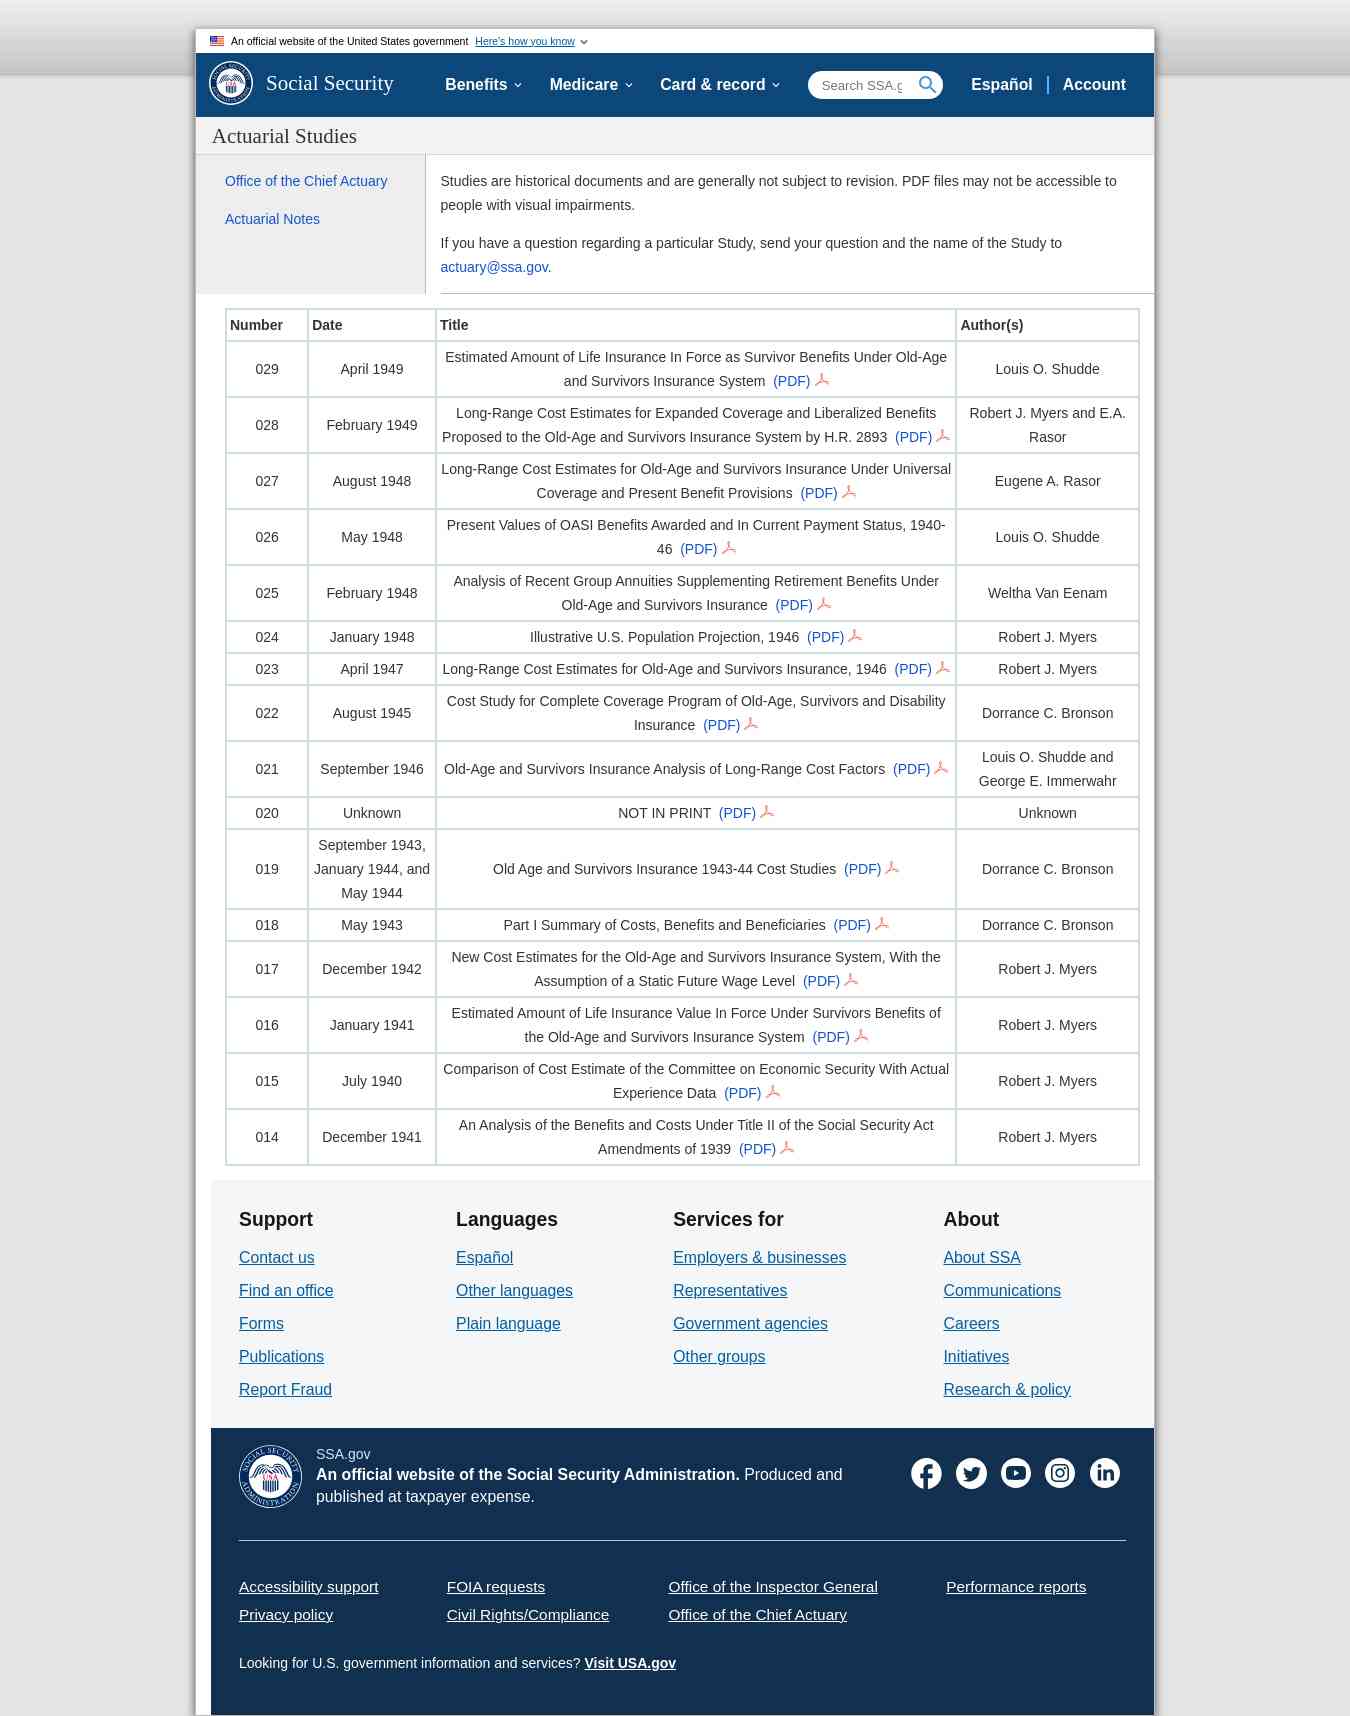 An official website of the United States government Here's how you know
Social Security
Benefits
Medicare
Card & record
Search SSA.g
Español
Account
Actuarial Studies
Office of the Chief Actuary
Actuarial Notes
Studies are historical documents and are generally not subject to revision. PDF files may not be accessible to
people with visual impairments.
If you have a question regarding a particular Study, send your question and the name of the Study to
actuary@ssa.gov.
Number Date Title Author(s)
029 April 1949 Estimated Amount of Life Insurance In Force as Survivor Benefits Under Old-Age
and Survivors Insurance System (PDF) Louis O. Shudde
028 February 1949 Long-Range Cost Estimates for Expanded Coverage and Liberalized Benefits
Proposed to the Old-Age and Survivors Insurance System by H.R. 2893 (PDF) Robert J. Myers and E.A.
Rasor
027 August 1948 Long-Range Cost Estimates for Old-Age and Survivors Insurance Under Universal
Coverage and Present Benefit Provisions (PDF) Eugene A. Rasor
026 May 1948 Present Values of OASI Benefits Awarded and In Current Payment Status, 1940-
46 (PDF) Louis O. Shudde
025 February 1948 Analysis of Recent Group Annuities Supplementing Retirement Benefits Under
Old-Age and Survivors Insurance (PDF) Weltha Van Eenam
024 January 1948 Illustrative U.S. Population Projection, 1946 (PDF) Robert J. Myers
023 April 1947 Long-Range Cost Estimates for Old-Age and Survivors Insurance, 1946 (PDF) Robert J. Myers
022 August 1945 Cost Study for Complete Coverage Program of Old-Age, Survivors and Disability
Insurance (PDF) Dorrance C. Bronson
021 September 1946 Old-Age and Survivors Insurance Analysis of Long-Range Cost Factors (PDF) Louis O. Shudde and
George E. Immerwahr
020 Unknown NOT IN PRINT (PDF) Unknown
019 September 1943,
January 1944, and
May 1944 Old Age and Survivors Insurance 1943-44 Cost Studies (PDF) Dorrance C. Bronson
018 May 1943 Part I Summary of Costs, Benefits and Beneficiaries (PDF) Dorrance C. Bronson
017 December 1942 New Cost Estimates for the Old-Age and Survivors Insurance System, With the
Assumption of a Static Future Wage Level (PDF) Robert J. Myers
016 January 1941 Estimated Amount of Life Insurance Value In Force Under Survivors Benefits of
the Old-Age and Survivors Insurance System (PDF) Robert J. Myers
015 July 1940 Comparison of Cost Estimate of the Committee on Economic Security With Actual
Experience Data (PDF) Robert J. Myers
014 December 1941 An Analysis of the Benefits and Costs Under Title II of the Social Security Act
Amendments of 1939 (PDF) Robert J. Myers
Support
Contact us
Find an office
Forms
Publications
Report Fraud
Languages
Español
Other languages
Plain language
Services for
Employers & businesses
Representatives
Government agencies
Other groups
About
About SSA
Communications
Careers
Initiatives
Research & policy
SOCIAL SECURITY
USA
ADMINISTRATION
SSA.gov
An official website of the Social Security Administration. Produced and
published at taxpayer expense.
Accessibility support FOIA requests Office of the Inspector General Performance reports
Privacy policy Civil Rights/Compliance Office of the Chief Actuary
Looking for U.S. government information and services? Visit USA.gov